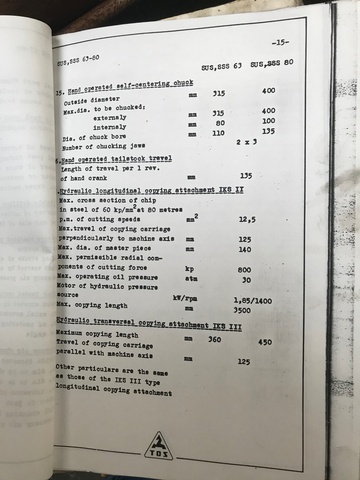 -15-
SUS,SSS 63-80
SUS,SSS 63 SUS,SSS 80
15. Hand operated self-centering chuck
Outside diameter mm 315 400
Max.dia. to be chucked;
externaly mm 315 400
internaly mm 80 100
Dia. of chuck bore mm 110 135
Number of chucking jaws 2 x 3
Hand operated tailstock travel
Length of travel per 1 rev.
of hand crank mm 135
Hydraulic longitudinal copying attachment IKS II
Max. cross section of chip
in steel of 60 kp/mm2at 80 metres
p.m. of cutting speeds mm2 12,5
Max.travel of copying carriage
perpendicularly to machine axis mm 125
Max. dia. of master piece mm 140
Max. permissible radial com-
ponents of cutting force kp 800
Max. operating oil pressure atm 30
Motor of hydraulic pressure
source kW/rpm 1,85/1400
Max. copying length mm 3500
Hydraulic transversal copying attachment IKS III
Maximum copying length mm 360 450
Travel of copying carriage
parallel with machine axis mm 125
Other particulars are the same
as those of the IKS III type
longitudinal copying attachment
TOS